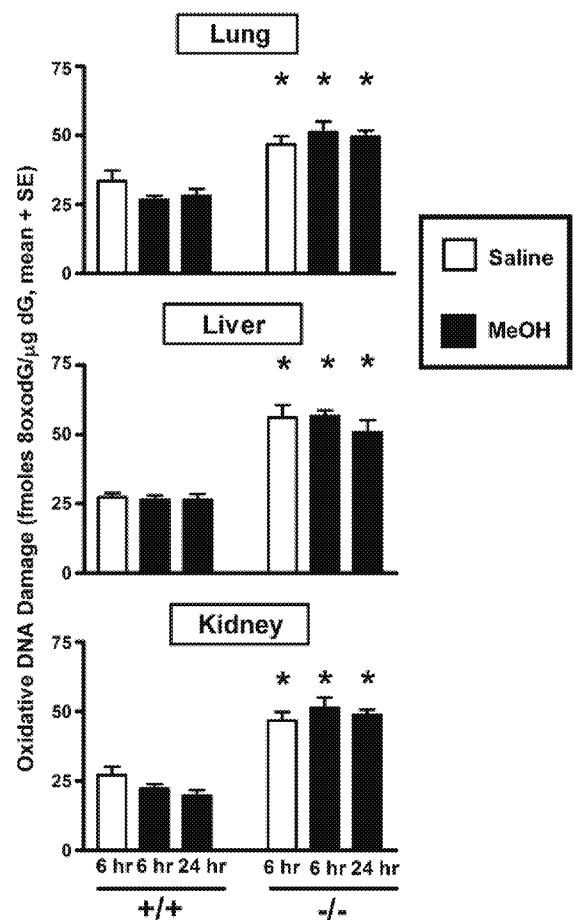 Lung
75
* * *
50
25
0
Saline
MeOH
Oxidative DNA Damage (fmoles 8oxodG/µg dG, mean + SE)
Liver
75
* * *
50
25
0
Kidney
75
* * *
50
25
0
6 hr 6 hr 24 hr 6 hr 6 hr 24 hr
+/+ -/-